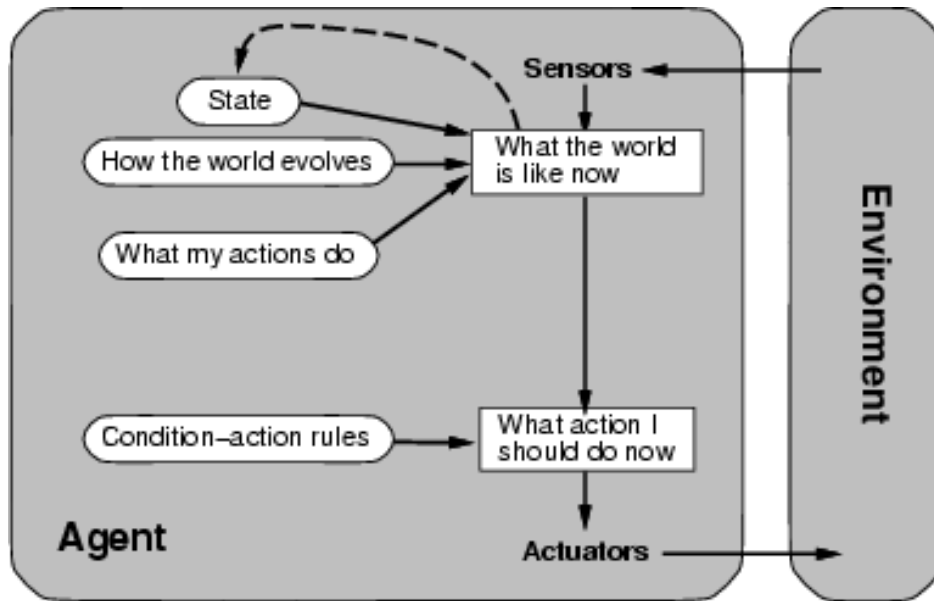 Sensors
State
What the world
is like now
How the world evolves
What my actions do
Environment
Condition–action rules
What action I
should do now
Agent
Actuators